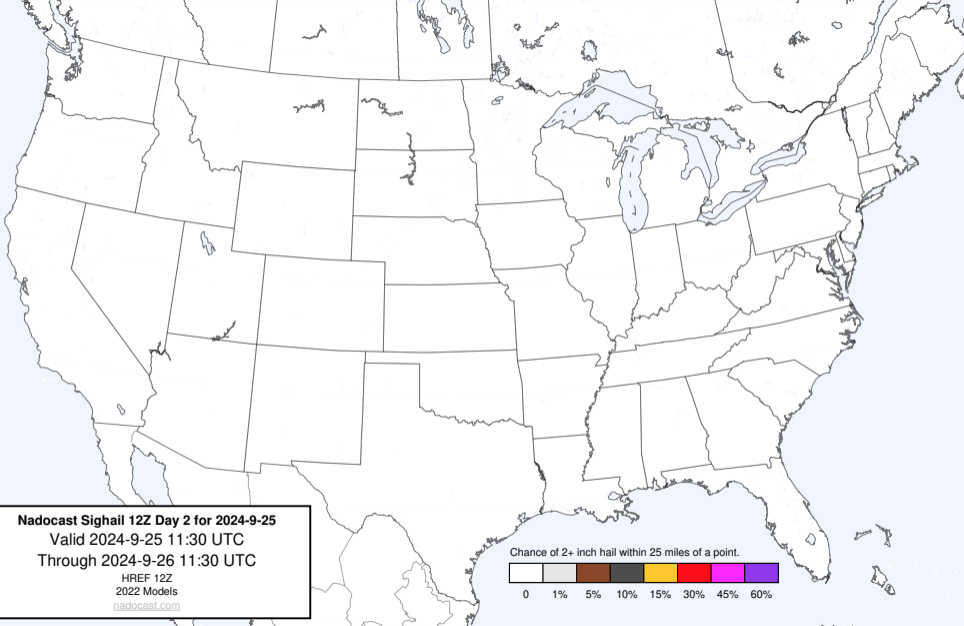 Nadocast Sighail 12Z Day 2 for 2024-9-25
Valid 2024-9-25 11:30 UTC
Through 2024-9-26 11:30 UTC
HREF 12Z
2022 Models
nadocast.com
Chance of 2+ inch hail within 25 miles of a point.
0 1% 5% 10% 15% 30% 45% 60%